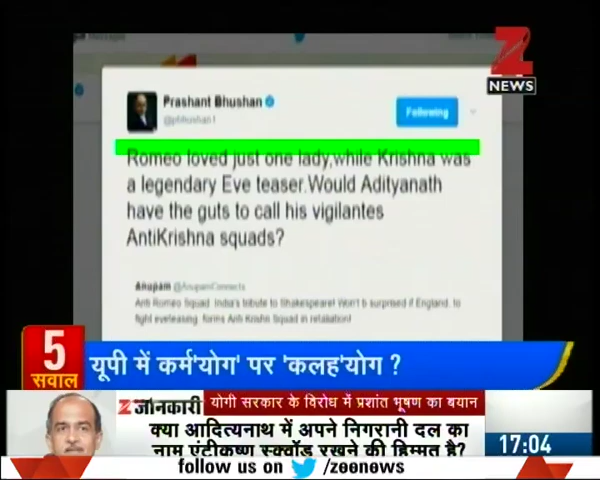 Z
NEWS
Prashant Bhushan
@pbhushan1
Following
Romeo loved just one lady,while Krishna was
a legendary Eve teaser.Would Adityanath
have the guts to call his vigilantes
AntiKrishna squads?
Anupam @AnupamConnects
Anti Romeo Squad. India's tribute to Shakespeare! Won't b surprised if England, to
fight eveteasing, forms Anti Krishn Squad in retaliation!
5
सवाल
यूपी में कर्म'योग' पर 'कलह'योग ?
Z जानकारी
योगी सरकार के विरोध में प्रशांत भूषण का बयान
क्या आदित्यनाथ में अपने निगरानी दल का
नाम एंटीकृष्ण स्क्वॉड रखने की हिम्मत है?
17:04
follow us on /zeenews